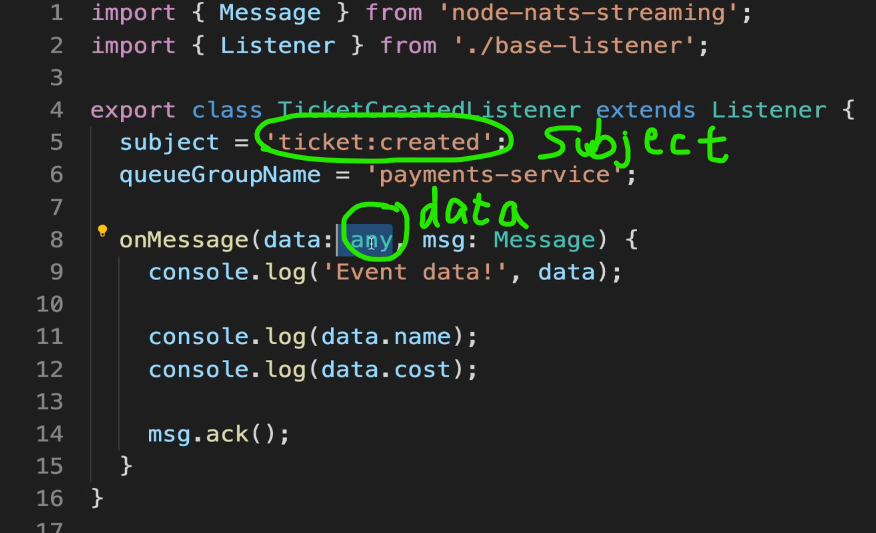 1 import { Message } from 'node-nats-streaming';
2 import { Listener } from './base-listener';
3
4 export class TicketCreatedListener extends Listener {
5 subject = 'ticket:created'; subject
6 queueGroupName = 'payments-service';
7 data
8 onMessage(data: any, msg: Message) {
9 console.log('Event data!', data);
10
11 console.log(data.name);
12 console.log(data.cost);
13
14 msg.ack();
15 }
16 }
17